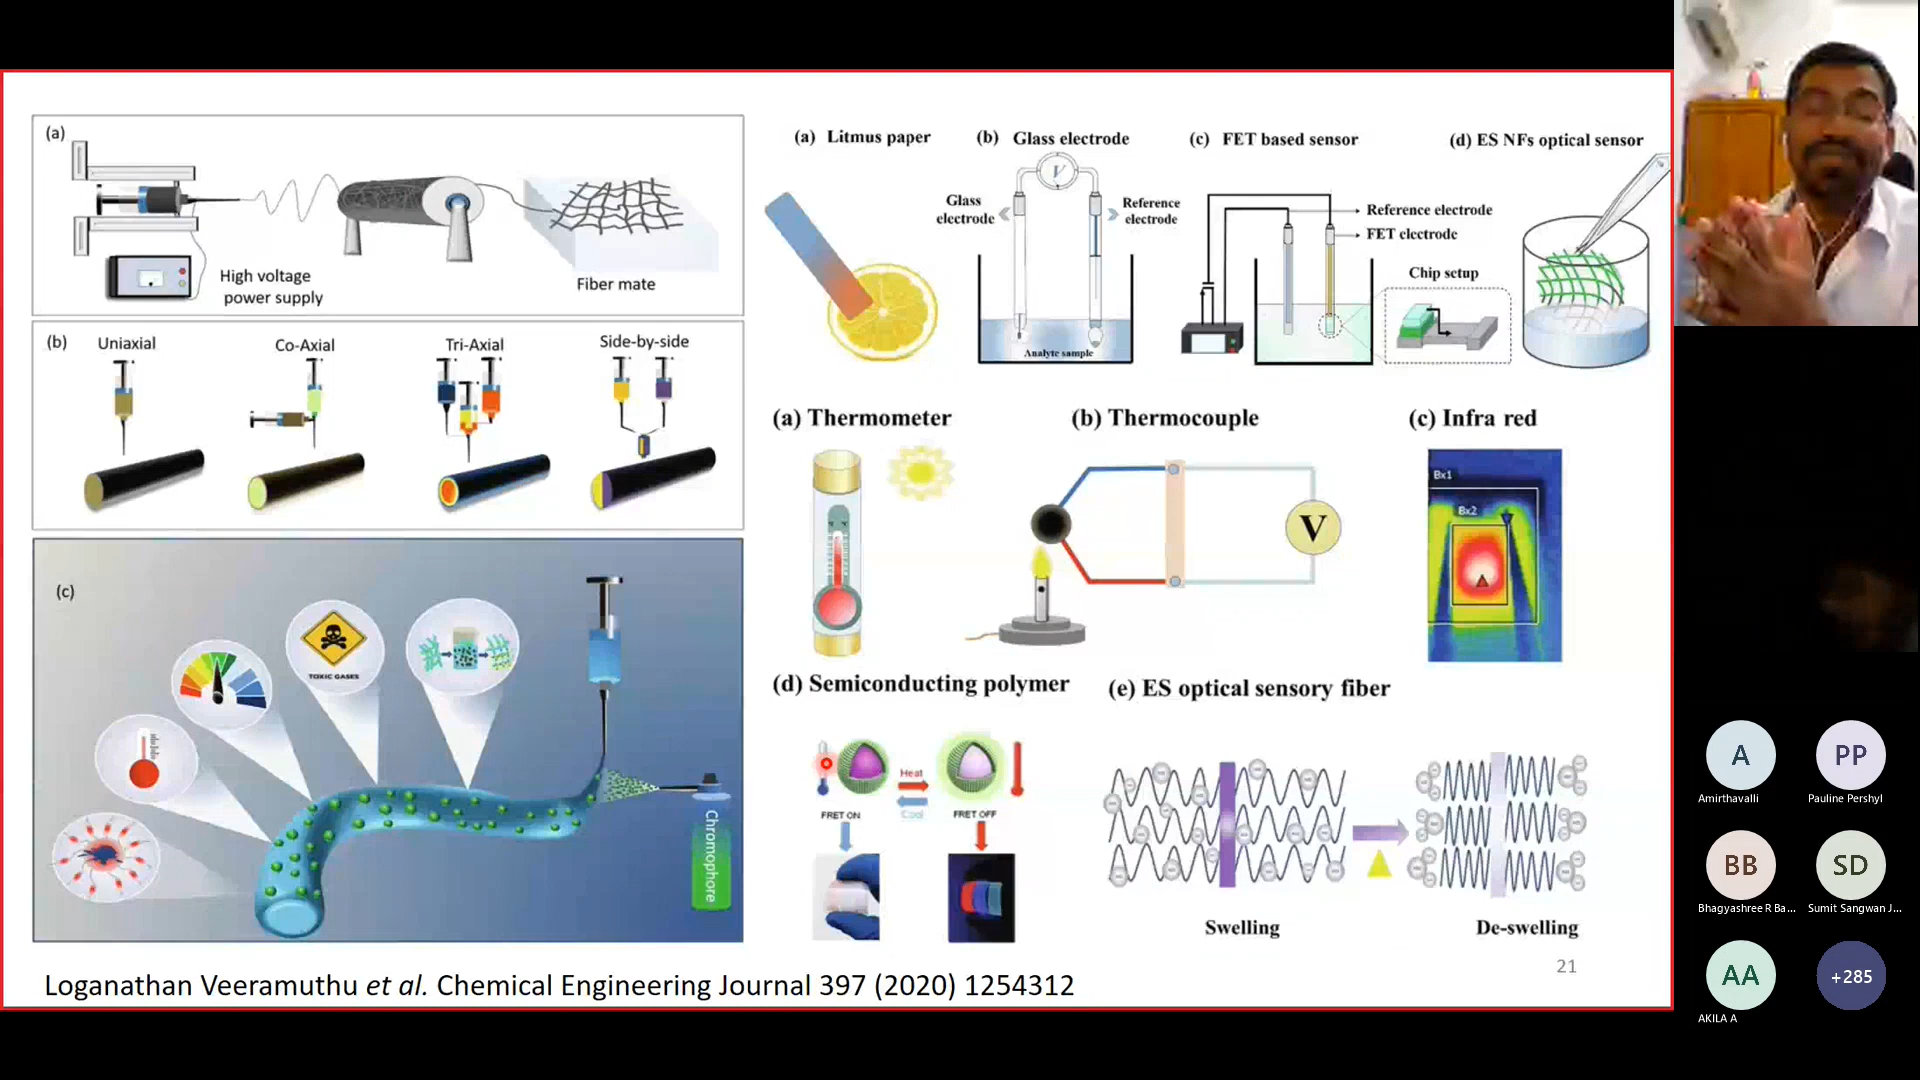 (a)
High voltage
power supply
Fiber mate
(b)
Uniaxial
Co-Axial
Tri-Axial
Side-by-side
(c)
TOXIC GASES
Chromophore
(a) Litmus paper
(b) Glass electrode
(c) FET based sensor
(d) ES NFs optical sensor
V
Glass
electrode
Reference
electrode
Analyte sample
Reference electrode
FET electrode
Chip setup
(a) Thermometer
(b) Thermocouple
(c) Infra red
V
Bx1
Bx2
(d) Semiconducting polymer
(e) ES optical sensory fiber
Heat
Cool
FRET ON
FRET OFF
Swelling
De-swelling
21
Loganathan Veeramuthu et al. Chemical Engineering Journal 397 (2020) 1254312
A
Amirthavalli
PP
Pauline Pershyl
BB
Bhagyashree R Ba...
SD
Sumit Sangwan J...
AA
AKILA A
+285